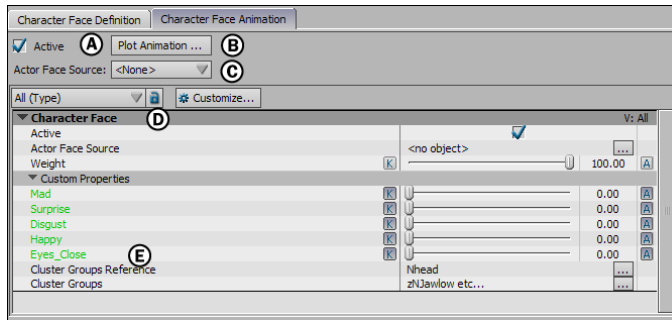 Character Face Definition Character Face Animation
Active A Plot Animation ... B
Actor Face Source: <None> C
All (Type) Customize...
D
Character Face V: All
Active
Actor Face Source <no object> ...
Weight K 100.00 A
Custom Properties
Mad K 0.00 A
Surprise K 0.00 A
Disgust K 0.00 A
Happy K 0.00 A
Eyes_Close E K 0.00 A
Cluster Groups Reference Nhead ...
Cluster Groups zNJawlow etc... ...